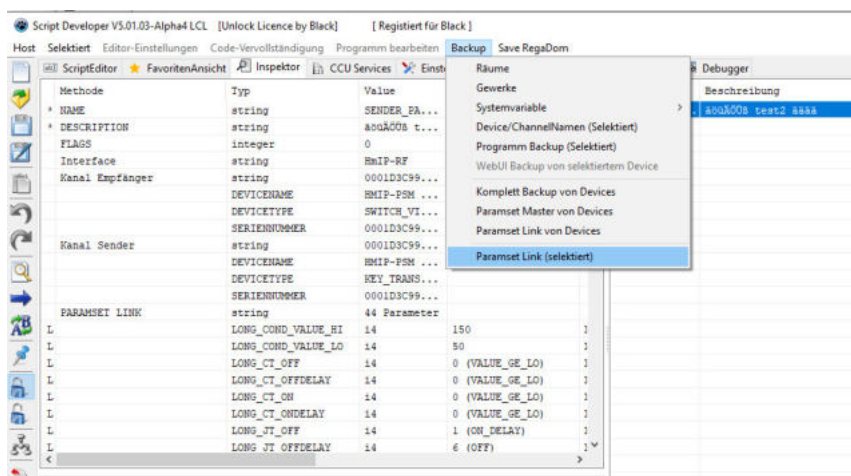 Script Developer V5.01.03-Alpha4 LCL [Unlock Licence by Black] [ Registiert für Black ]
Host Selektiert Editor-Einstellungen Code-Vervollständigung Programm bearbeiten Backup Save RegaDom
ScriptEditor FavoritenAnsicht Inspektor CCU Services Einste
Debugger
Methode Typ Value
Beschreibung
* NAME string SENDER_PA...
* DESCRIPTION string äöüÄÖÜß t...
äöüÄÖÜß test2 ääää
FLAGS integer 0
Interface string HmIP-RF
Kanal Empfänger string 0001D3C99...
DEVICENAME HMIP-PSM ...
DEVICETYPE SWITCH_VI...
SERIENNUMMER 0001D3C99...
Kanal Sender string 0001D3C99...
DEVICENAME HMIP-PSM ...
DEVICETYPE KEY_TRANS...
SERIENNUMMER 0001D3C99...
PARAMSET LINK string 44 Parameter
L LONG_COND_VALUE_HI i4 150
L LONG_COND_VALUE_LO i4 50
L LONG_CT_OFF i4 0 (VALUE_GE_LO)
L LONG_CT_OFFDELAY i4 0 (VALUE_GE_LO)
L LONG_CT_ON i4 0 (VALUE_GE_LO)
L LONG_CT_ONDELAY i4 0 (VALUE_GE_LO)
L LONG_JT_OFF i4 1 (ON_DELAY)
L LONG_JT_OFFDELAY i4 6 (OFF)
Räume
Gewerke
Systemvariable
Device/ChannelNamen (Selektiert)
Programm Backup (Selektiert)
WebUI Backup von selektiertem Device
Komplett Backup von Devices
Paramset Master von Devices
Paramset Link von Devices
Paramset Link (selektiert)